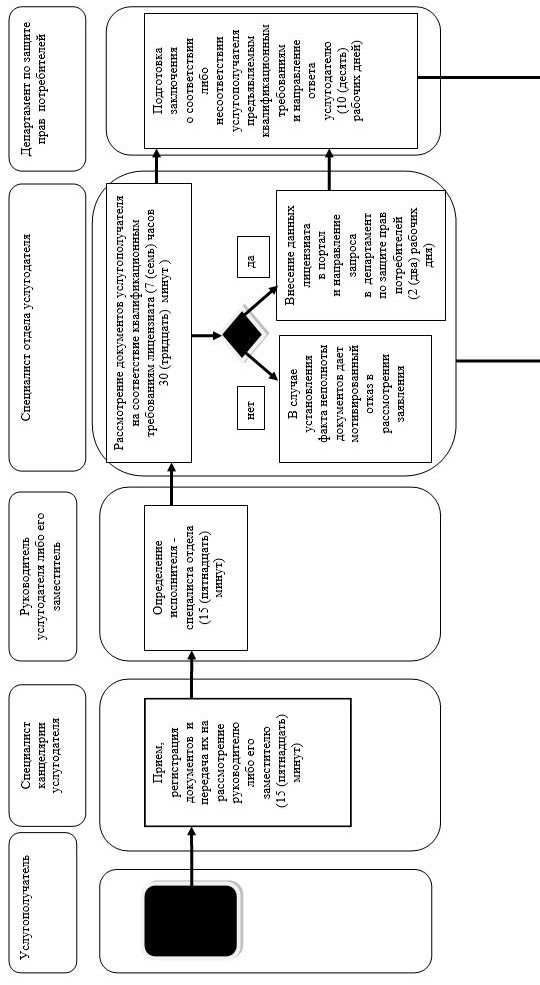 Услугополучатель
Специалист
канцелярии
услугодателя
Руководитель
услугодателя либо его
заместитель
Специалист отдела услугодателя
Департамент по защите
прав потребителей
Прием,
регистрация
документов и
передача их на
рассмотрение
руководителю
либо его
заместителю
(15 (пятнадцать)
минут)
Определение
исполнителя -
спецалиста отдела
(15 (пятнадцать)
минут)
Рассмотрение документов услугополучателя
на соответствие квалификационным
требованиям лицензиата (7 (семь) часов
30 (тридцать) минут )
нет
да
В случае
установления
факта неполноты
документов дает
мотивированный
отказ в
рассмотрении
заявления
Внесение данных
лицензиата
в портал
и направление
запроса
в департамент
по защите прав
потребителей
(2 (два) рабочих
дня)
Подготовка
заключения
о соответствии
либо
несоответствии
услугополучателя
предъявляемым
квалификационным
требованиям
и направление
ответа
услугодателю
(10 (десять)
рабочих дней)